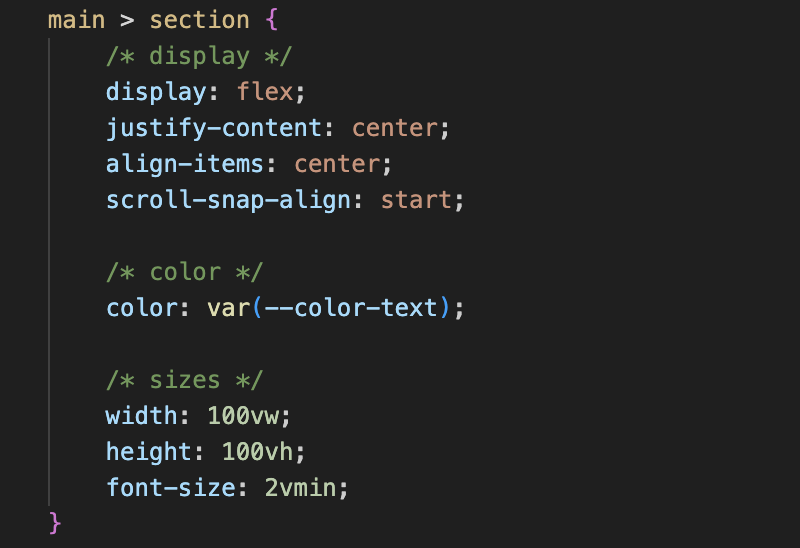 main > section {
    /* display */
    display: flex;
    justify-content: center;
    align-items: center;
    scroll-snap-align: start;

    /* color */
    color: var(--color-text);

    /* sizes */
    width: 100vw;
    height: 100vh;
    font-size: 2vmin;
}